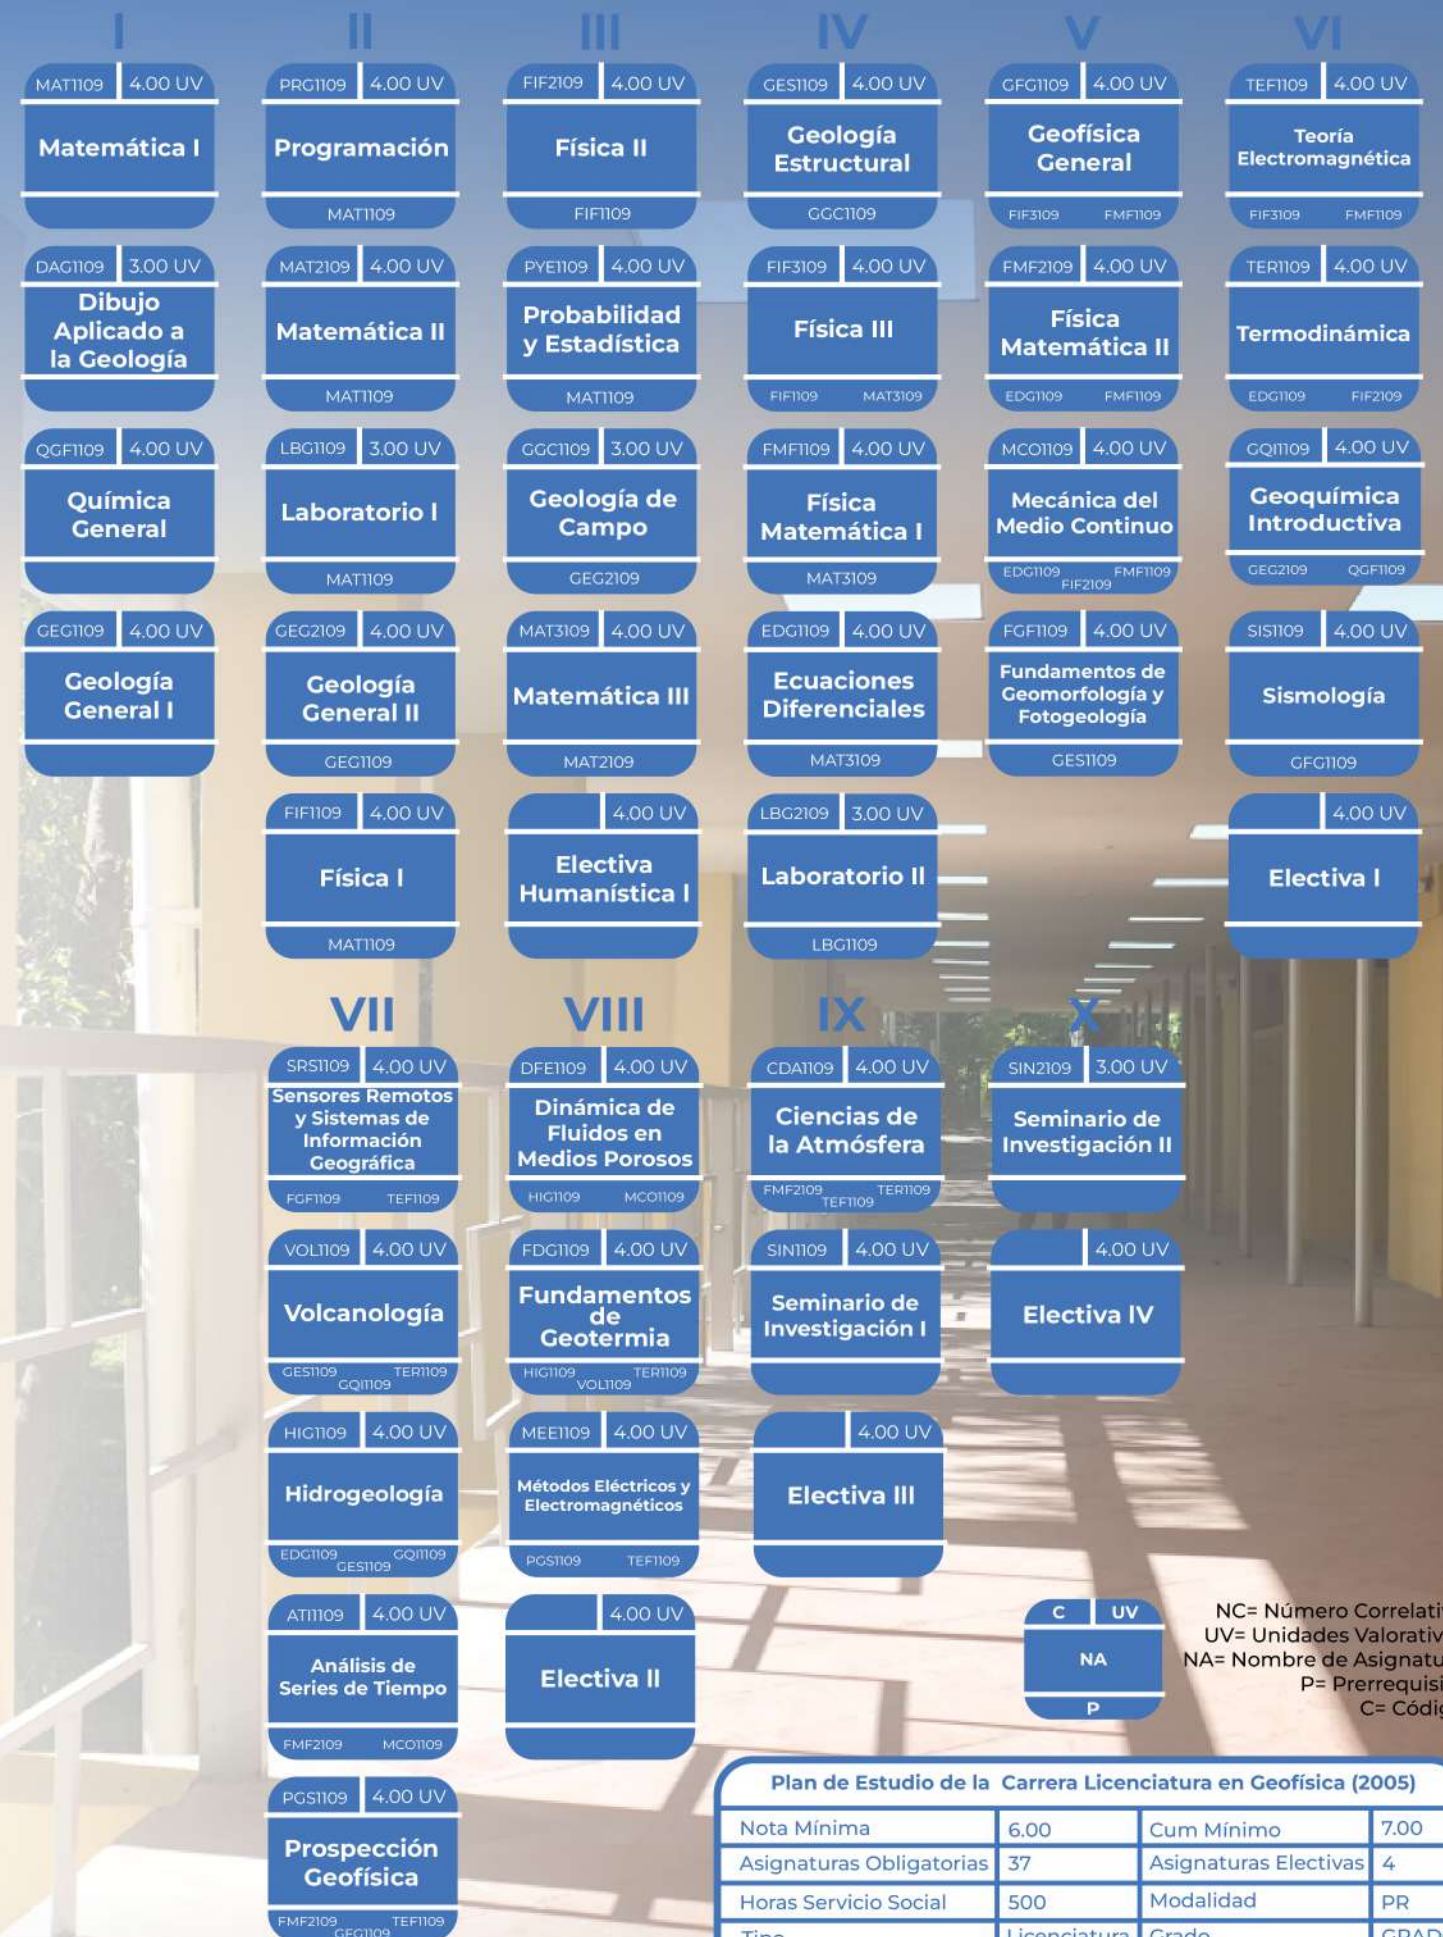 I II III IV V VI
MAT1109 4.00 UV
Matemática I
PRG1109 4.00 UV
Programación
MAT1109
FIF2109 4.00 UV
Física II
FIF1109
GES1109 4.00 UV
Geología
Estructural
GGC1109
GFG1109 4.00 UV
Geofísica
General
FIF3109 FMF1109
TEF1109 4.00 UV
Teoría
Electromagnética
FIF3109 FMF1109
DAG1109 3.00 UV
Dibujo
Aplicado a
la Geología
MAT2109 4.00 UV
Matemática II
MAT1109
PYE1109 4.00 UV
Probabilidad
y Estadística
MAT1109
FIF3109 4.00 UV
Física III
FIF1109 MAT3109
FMF2109 4.00 UV
Física
Matemática II
EDG1109 FMF1109
TER1109 4.00 UV
Termodinámica
EDG1109 FIF2109
QGF1109 4.00 UV
Química
General
LBG1109 3.00 UV
Laboratorio I
MAT1109
GGC1109 3.00 UV
Geología de
Campo
GEG2109
FMF1109 4.00 UV
Física
Matemática I
MAT3109
MCO1109 4.00 UV
Mecánica del
Medio Continuo
EDG1109 FMF1109
FIF2109
GQI1109 4.00 UV
Geoquímica
Introductiva
GEG2109 QGF1109
GEG1109 4.00 UV
Geología
General I
GEG2109 4.00 UV
Geología
General II
GEG1109
MAT3109 4.00 UV
Matemática III
MAT2109
EDG1109 4.00 UV
Ecuaciones
Diferenciales
MAT3109
FGF1109 4.00 UV
Fundamentos de
Geomorfología y
Fotogeología
GES1109
SIS1109 4.00 UV
Sismología
GFG1109
FIF1109 4.00 UV
Física I
MAT1109
4.00 UV
Electiva
Humanística I
LBG2109 3.00 UV
Laboratorio II
LBG1109
4.00 UV
Electiva I
VII VIII IX X
SRS1109 4.00 UV
Sensores Remotos
y Sistemas de
Información
Geográfica
FGF1109 TEF1109
DFE1109 4.00 UV
Dinámica de
Fluidos en
Medios Porosos
HIG1109 MCO1109
CDA1109 4.00 UV
Ciencias de
la Atmósfera
FMF2109 TER1109
TEF1109
SIN2109 3.00 UV
Seminario de
Investigación II
VOL1109 4.00 UV
Volcanología
GES1109 TER1109
GQI1109
FDG1109 4.00 UV
Fundamentos
de
Geotermia
HIG1109 TER1109
VOL1109
SIN1109 4.00 UV
Seminario de
Investigación I
4.00 UV
Electiva IV
HIG1109 4.00 UV
Hidrogeología
EDG1109 GQI1109
GES1109
MEE1109 4.00 UV
Métodos Eléctricos y
Electromagnéticos
PGS1109 TEF1109
4.00 UV
Electiva III
ATI1109 4.00 UV
Análisis de
Series de Tiempo
FMF2109 MCO1109
4.00 UV
Electiva II
C UV
NA
P
NC= Número Correlativ
UV= Unidades Valorativ
NA= Nombre de Asignatu
P= Prerrequisi
C= Códig
PGS1109 4.00 UV
Prospección
Geofísica
FMF2109 TEF1109
GFG1109
Plan de Estudio de la Carrera Licenciatura en Geofísica (2005)
Nota Mínima 6.00 Cum Mínimo 7.00
Asignaturas Obligatorias 37 Asignaturas Electivas 4
Horas Servicio Social 500 Modalidad PR
Tipo Licenciatura Grado GRAD